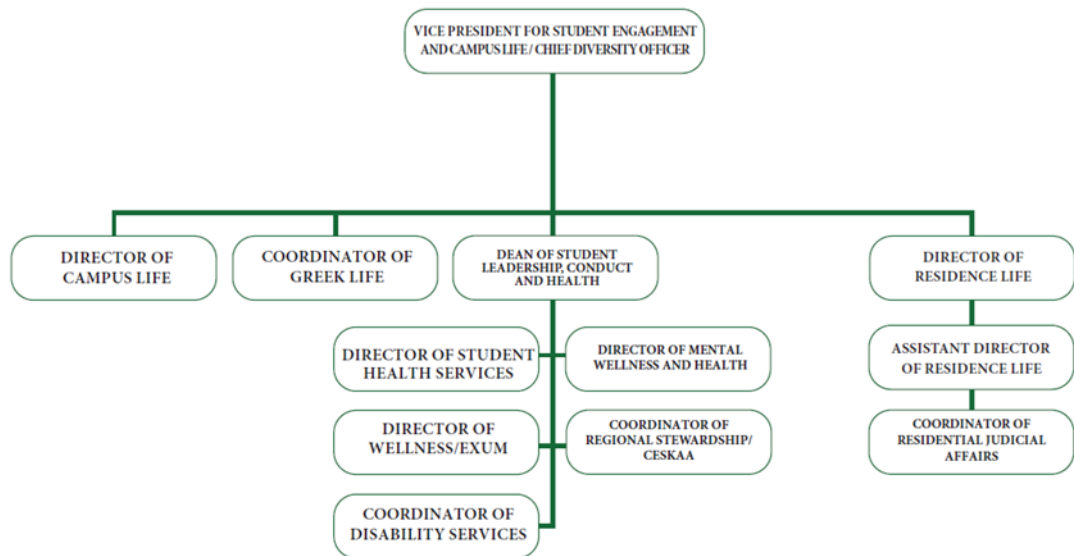 VICE PRESIDENT FOR STUDENT ENGAGEMENT
AND CAMPUS LIFE/ CHIEF DIVERSITY OFFICER
DIRECTOR OF
CAMPUS LIFE
COORDINATOR OF
GREEK LIFE
DEAN OF STUDENT
LEADERSHIP, CONDUCT
AND HEALTH
DIRECTOR OF
RESIDENCE LIFE
DIRECTOR OF STUDENT
HEALTH SERVICES
DIRECTOR OF MENTAL
WELLNESS AND HEALTH
ASSISTANT DIRECTOR
OF RESIDENCE LIFE
DIRECTOR OF
WELLNESS/EXUM
COORDINATOR OF
REGIONAL STEWARDSHIP/
CESKAA
COORDINATOR OF
RESIDENTIAL JUDICIAL
AFFAIRS
COORDINATOR OF
DISABILITY SERVICES